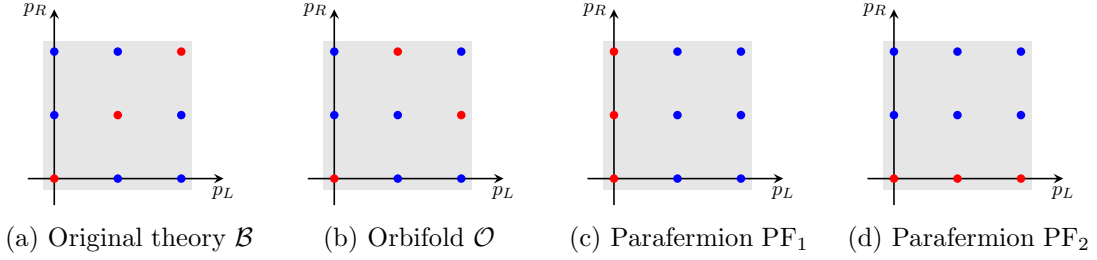 p_R p_R p_R p_R
p_L p_L p_L p_L
(a) Original theory ℬ (b) Orbifold 𝒪 (c) Parafermion PF₁ (d) Parafermion PF₂